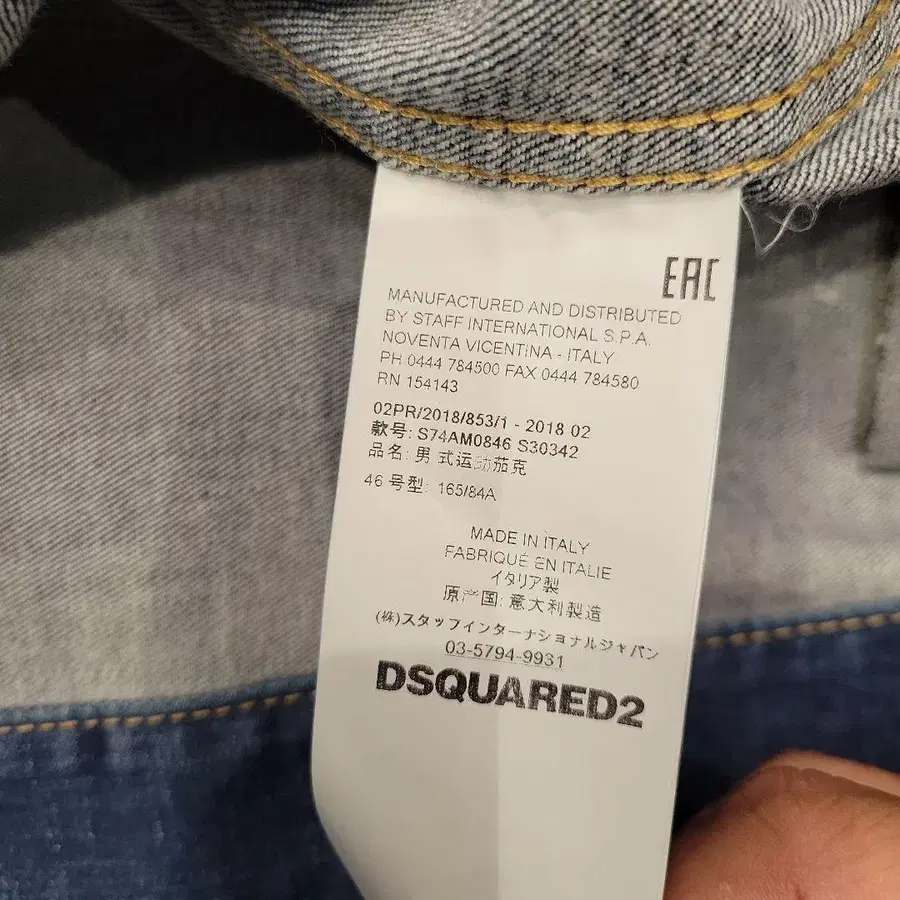 EAC
MANUFACTURED AND DISTRIBUTED
BY STAFF INTERNATIONAL S.P.A.
NOVENTA VICENTINA - ITALY
PH 0444 784500 FAX 0444 784580
RN 154143
02PR/2018/853/1 - 2018 02
款号: S74AM0846 S30342
品名: 男 式运动茄克
46 号型: 165/84A
MADE IN ITALY
FABRIQUÉ EN ITALIE
イタリア製
原产国: 意大利製造
(株)スタッフインターナショナルジャパン
03-5794-9931
DSQUARED2